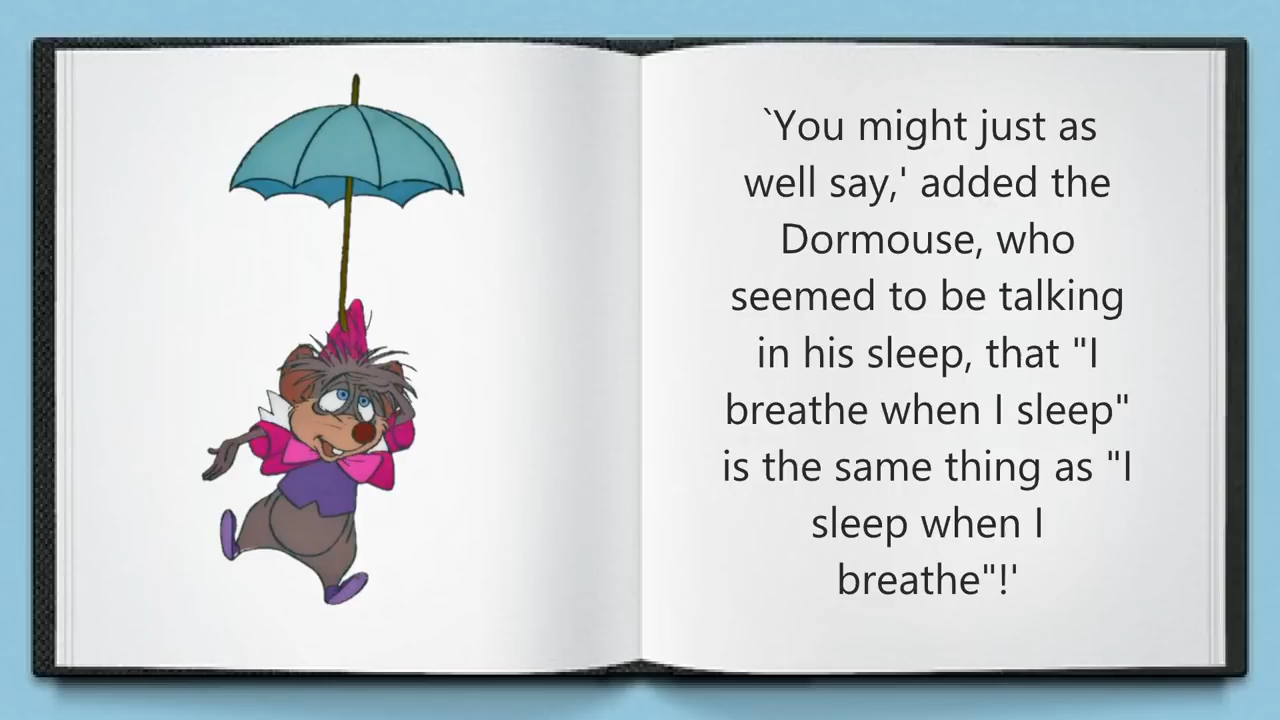 `You might just as
well say,' added the
Dormouse, who
seemed to be talking
in his sleep, that "I
breathe when I sleep"
is the same thing as "I
sleep when I
breathe"!'